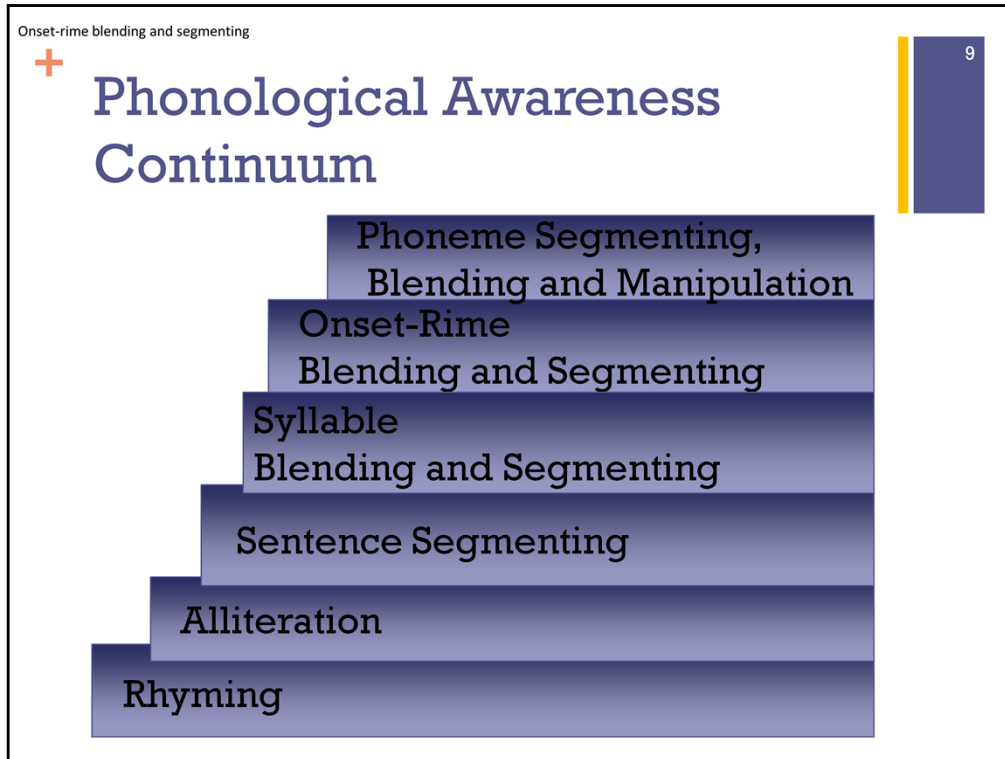 Onset-rime blending and segmenting
+
9
Phonological Awareness
Continuum
Phoneme Segmenting,
Blending and Manipulation
Onset-Rime
Blending and Segmenting
Syllable
Blending and Segmenting
Sentence Segmenting
Alliteration
Rhyming